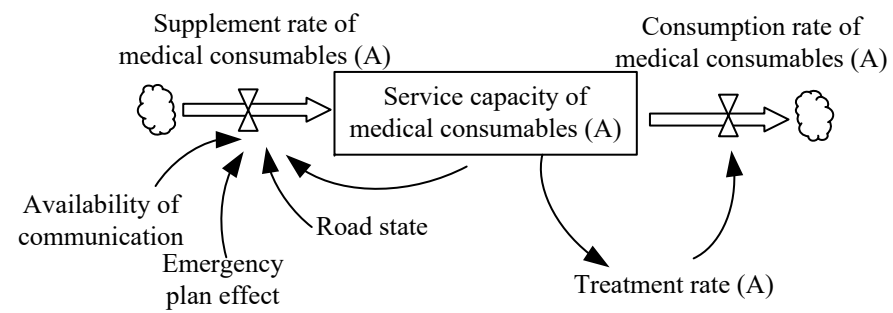 Supplement rate of
medical consumables (A)
Consumption rate of
medical consumables (A)
Service capacity of
medical consumables (A)
Availability of
communication
Emergency
plan effect
Road state
Treatment rate (A)